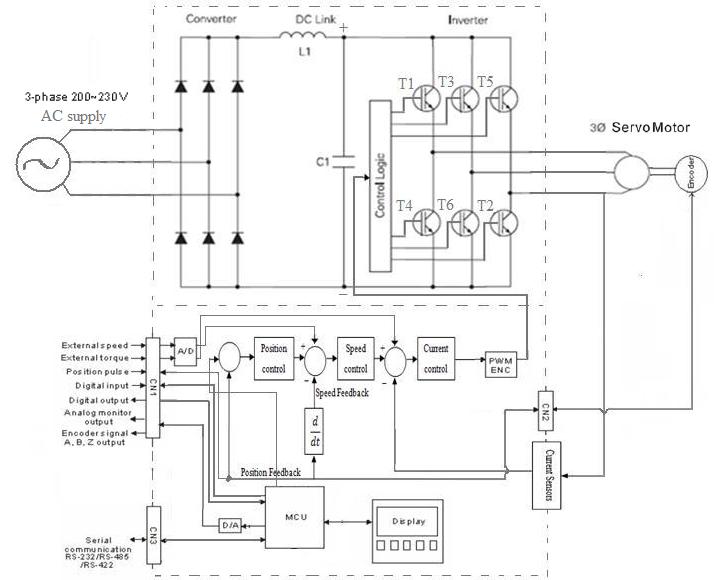 Converter
DC Link
+
Inverter
L1
3-phase 200~230V
AC supply
T1
T3
T5
3Ø Servo Motor
C1
Control Logic
Encoder
T4
T6
T2
−
External speed
External torque
Position pulse
Digital input
Digital output
Analog monitor
output
Encoder signal
A, B, Z output
CN1
A/D
Position
control
+
−
Speed
control
+
−
Current
control
PWM
ENC
Speed Feedback
d
dt
CN2
Position Feedback
Current Sensors
MCU
D/A
Display
CN3
Serial
communication
RS-232/RS-485
/RS-422